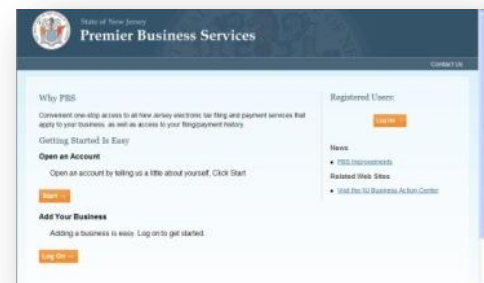 State of New Jersey
Premier Business Services
Contact Us
Why PBS
Convenient one-stop access to all New Jersey electronic tax filing and payment services that
apply to your business, as well as access to your filing/payment history.
Getting Started Is Easy
Open an Account
Open an account by telling us a little about yourself. Click Start
Start
Add Your Business
Adding a business is easy. Log on to get started.
Log On
Registered Users:
Log On
News
PBS Improvements
Related Web Sites
Visit the NJ Business Action Center